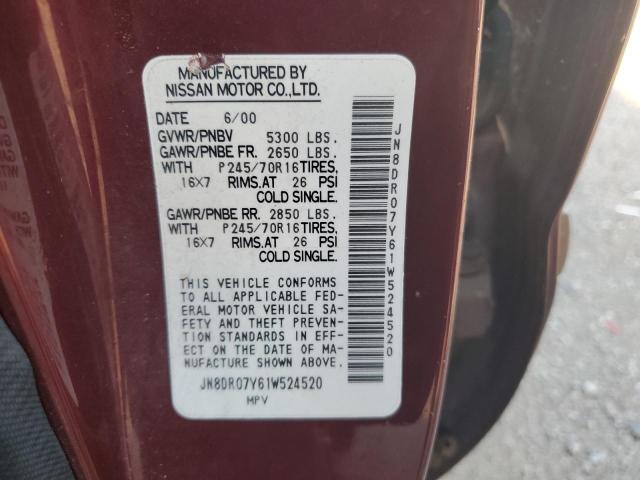 MANUFACTURED BY
NISSAN MOTOR CO.,LTD.
DATE 6/00
GVWR/PNBV 5300 LBS.
GAWR/PNBE FR. 2650 LBS.
WITH P245/70R16TIRES,
16X7 RIMS.AT 26 PSI
COLD SINGLE.
GAWR/PNBE RR. 2850 LBS.
WITH P245/70R16TIRES,
16X7 RIMS.AT 26 PSI
COLD SINGLE.
THIS VEHICLE CONFORMS
TO ALL APPLICABLE FED-
ERAL MOTOR VEHICLE SA-
FETY AND THEFT PREVEN-
TION STANDARDS IN EFF-
ECT ON THE DATE OF MA-
NUFACTURE SHOWN ABOVE.
JN8DR07Y61W524520
MPV
JN8DR07Y61W524520